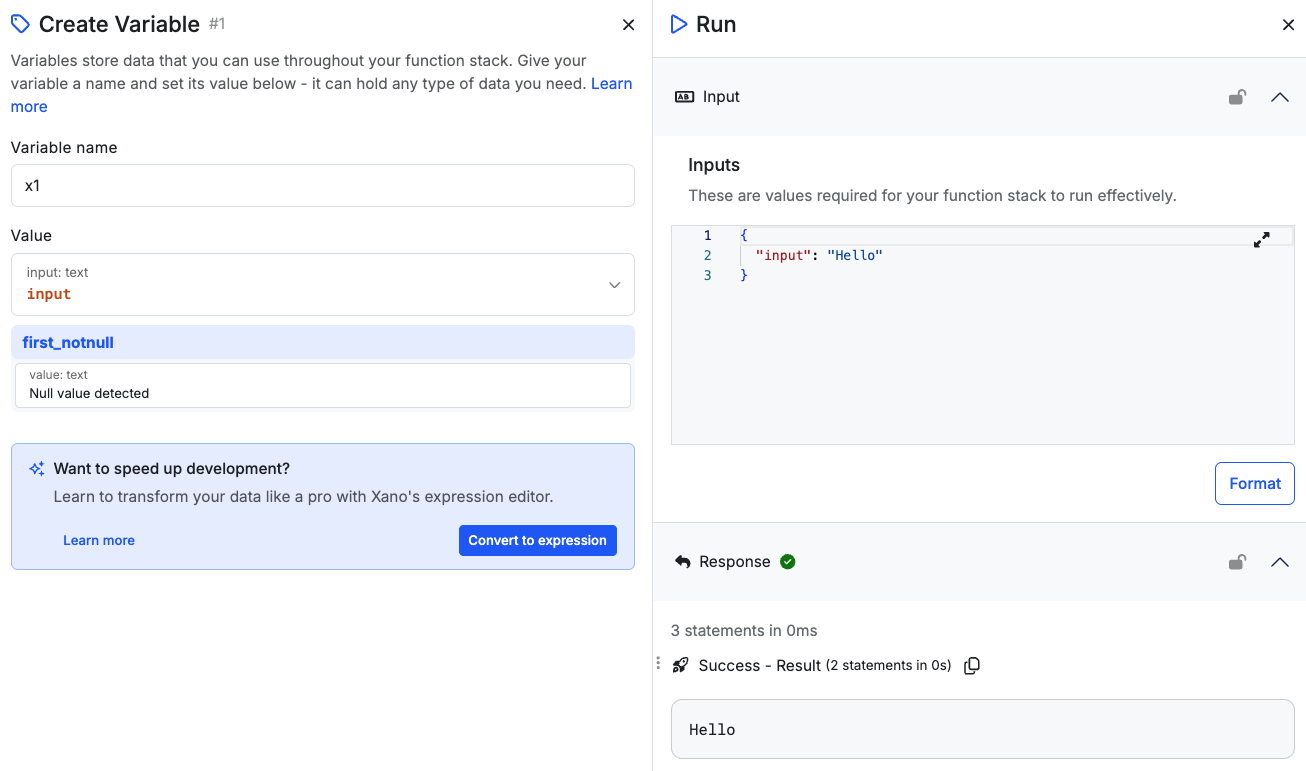 Create Variable #1
Variables store data that you can use throughout your function stack. Give your
variable a name and set its value below - it can hold any type of data you need. Learn
more
Variable name
x1
Value
input: text
input
first_notnull
value: text
Null value detected
Want to speed up development?
Learn to transform your data like a pro with Xano's expression editor.
Learn more
Convert to expression
Run
AB Input
Inputs
These are values required for your function stack to run effectively.
1 {
2 "input": "Hello"
3 }
Format
Response
3 statements in 0ms
Success - Result (2 statements in 0s)
Hello